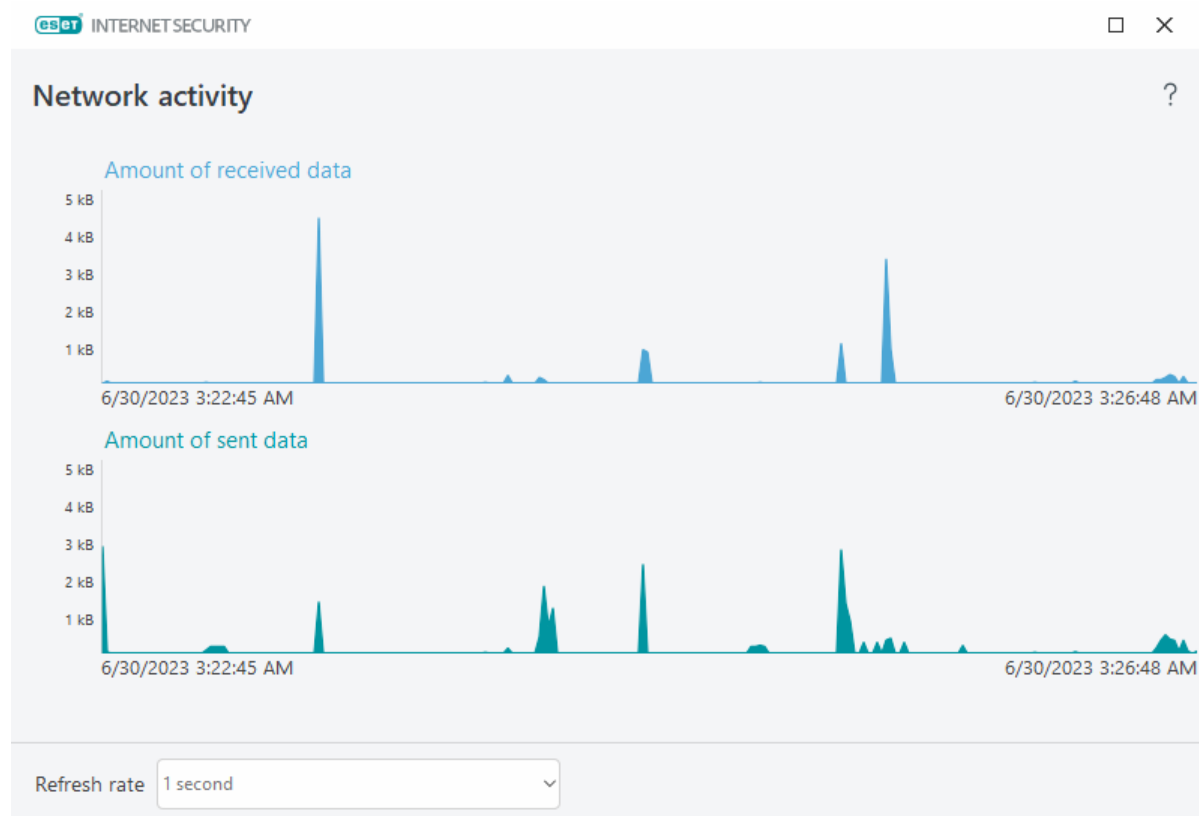 eset INTERNET SECURITY
Network activity
?
Amount of received data
5 kB
4 kB
3 kB
2 kB
1 kB
6/30/2023 3:22:45 AM 6/30/2023 3:26:48 AM
Amount of sent data
5 kB
4 kB
3 kB
2 kB
1 kB
6/30/2023 3:22:45 AM 6/30/2023 3:26:48 AM
Refresh rate 1 second